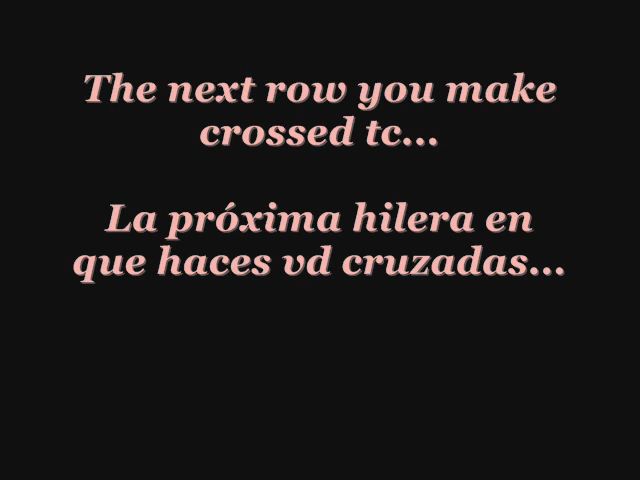 The next row you make
crossed tc...
La próxima hilera en
que haces vd cruzadas...